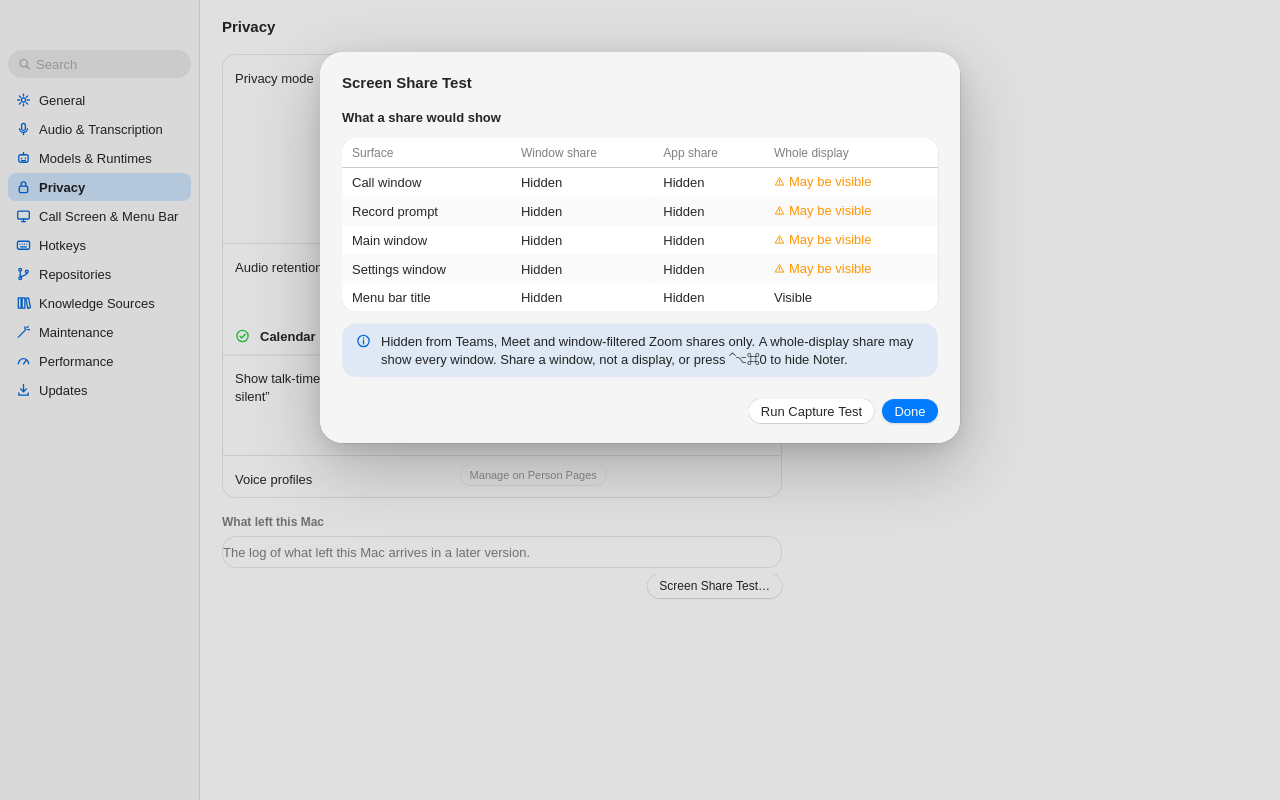 Privacy
Search
General
Audio & Transcription
Models & Runtimes
Privacy
Call Screen & Menu Bar
Hotkeys
Repositories
Knowledge Sources
Maintenance
Performance
Updates
Privacy mode
Audio retention
Calendar
Show talk-time
silent”
Voice profiles
Manage on Person Pages
What left this Mac
The log of what left this Mac arrives in a later version.
Screen Share Test…
Screen Share Test
What a share would show
Surface Window share App share Whole display
Call window Hidden Hidden May be visible
Record prompt Hidden Hidden May be visible
Main window Hidden Hidden May be visible
Settings window Hidden Hidden May be visible
Menu bar title Hidden Hidden Visible
Hidden from Teams, Meet and window-filtered Zoom shares only. A whole-display share may
show every window. Share a window, not a display, or press ⌃⌥⌘0 to hide Noter.
Run Capture Test Done